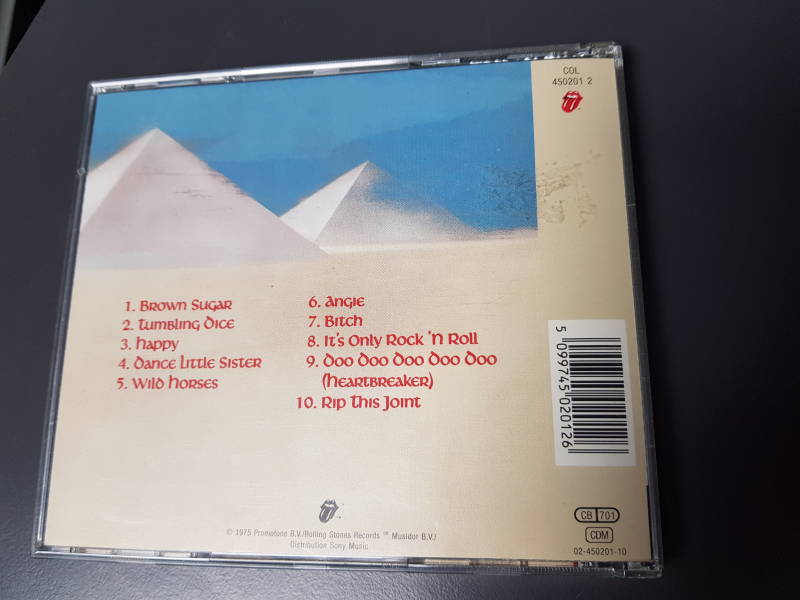 COL
450201 2
1. Brown Sugar
2. Tumbling Dice
3. Happy
4. Dance Little Sister
5. Wild Horses
6. Angie
7. Bitch
8. It's Only Rock 'N Roll
9. Doo Doo Doo Doo Doo
(Heartbreaker)
10. Rip This Joint
5 099745 020126
© 1975 Promotone B.V./Rolling Stones Records ™ Musidor B.V./
Distribution Sony Music
CB 701
CDM
02-450201-10